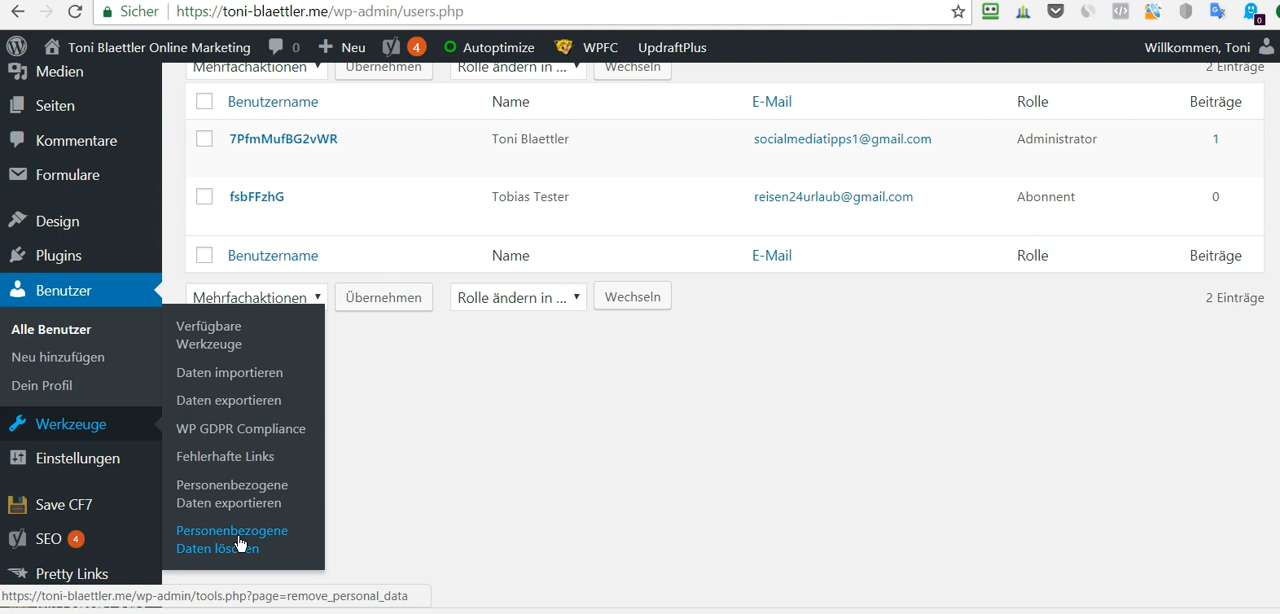 Sicher | https://toni-blaettler.me/wp-admin/users.php
0
Toni Blaettler Online Marketing 0 Neu 4 Autoptimize WPFC UpdraftPlus Willkommen, Toni
Mehrfachaktionen Übernehmen Rolle ändern in ... Wechseln 2 Einträge
Medien
Seiten
Kommentare
Formulare
Design
Plugins
Benutzer
Alle Benutzer
Neu hinzufügen
Dein Profil
Werkzeuge
Einstellungen
Save CF7
SEO 4
Pretty Links
Benutzername Name E-Mail Rolle Beiträge
7PfmMufBG2vWR Toni Blaettler socialmediatipps1@gmail.com Administrator 1
fsbFFzhG Tobias Tester reisen24urlaub@gmail.com Abonnent 0
Benutzername Name E-Mail Rolle Beiträge
Mehrfachaktionen Übernehmen Rolle ändern in ... Wechseln 2 Einträge
Verfügbare
Werkzeuge
Daten importieren
Daten exportieren
WP GDPR Compliance
Fehlerhafte Links
Personenbezogene
Daten exportieren
Personenbezogene
Daten löschen
https://toni-blaettler.me/wp-admin/tools.php?page=remove_personal_data